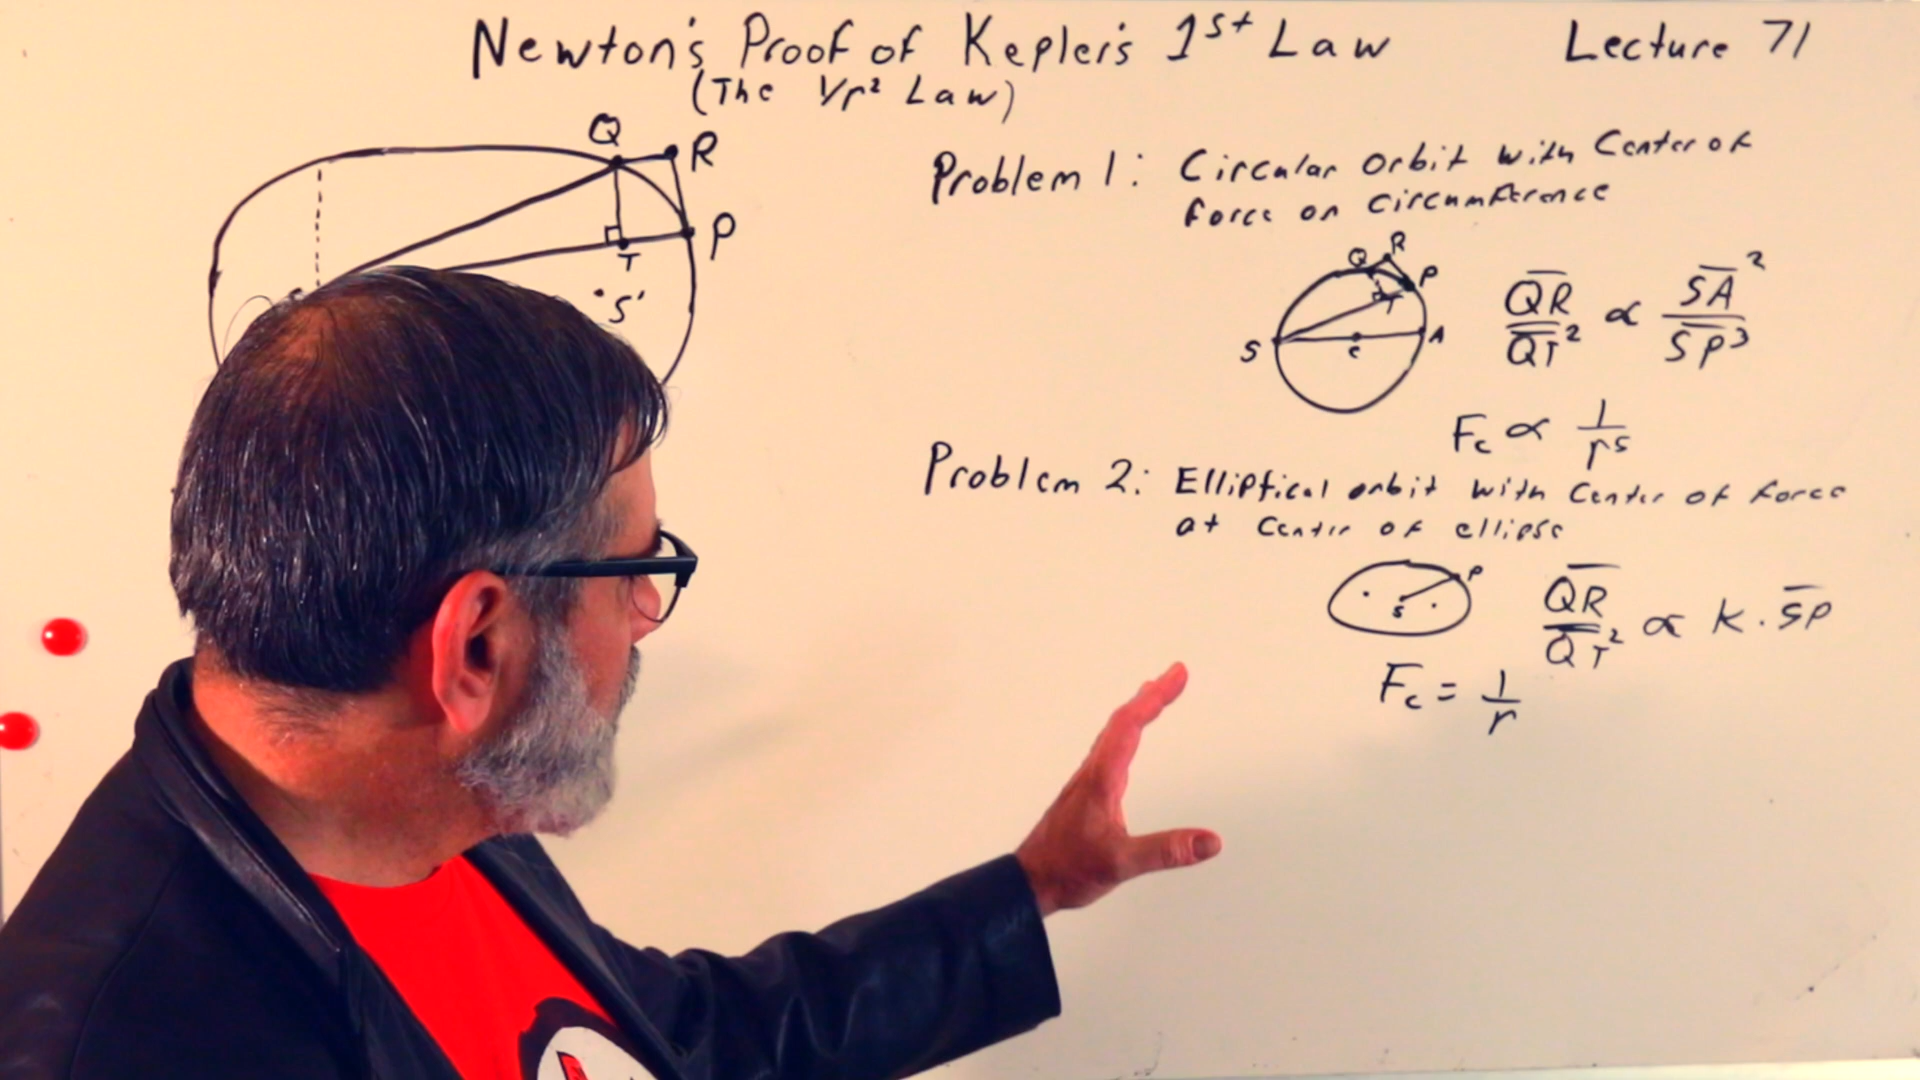 Newton's Proof of Kepler's 1st Law
Lecture 71
(The 1/r² Law)
Q
R
P
T
S'
Problem 1: Circular orbit with Center of
force on circumference
Q R
P
T
S
C
A
QR/QT² ∝ SA²/SP³
Fc ∝ 1/r⁵
Problem 2: Elliptical orbit with Center of force
at Center of ellipse
P
S
QR/QT² ∝ K · SP
Fc = 1/r